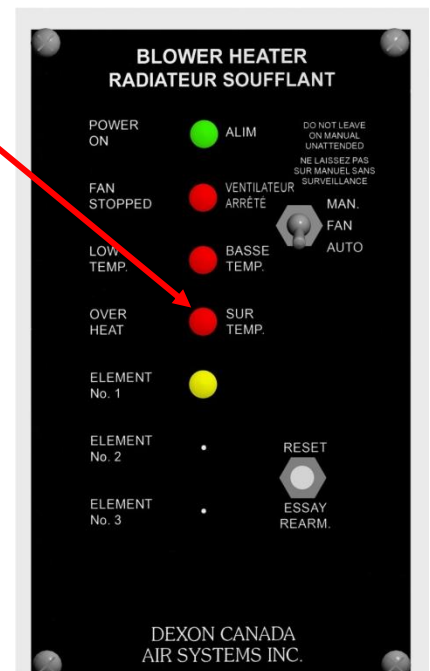 BLOWER HEATER
RADIATEUR SOUFFLANT
POWER
ON
ALIM
DO NOT LEAVE
ON MANUAL
UNATTENDED
NE LAISSEZ PAS
SUR MANUEL SANS
SURVEILLANCE
FAN
STOPPED
VENTILATEUR
ARRÊTÉ
MAN.
FAN
AUTO
LOW
TEMP.
BASSE
TEMP.
OVER
HEAT
SUR
TEMP.
ELEMENT
No. 1
ELEMENT
No. 2
RESET
ELEMENT
No. 3
ESSAY
REARM.
DEXON CANADA
AIR SYSTEMS INC.